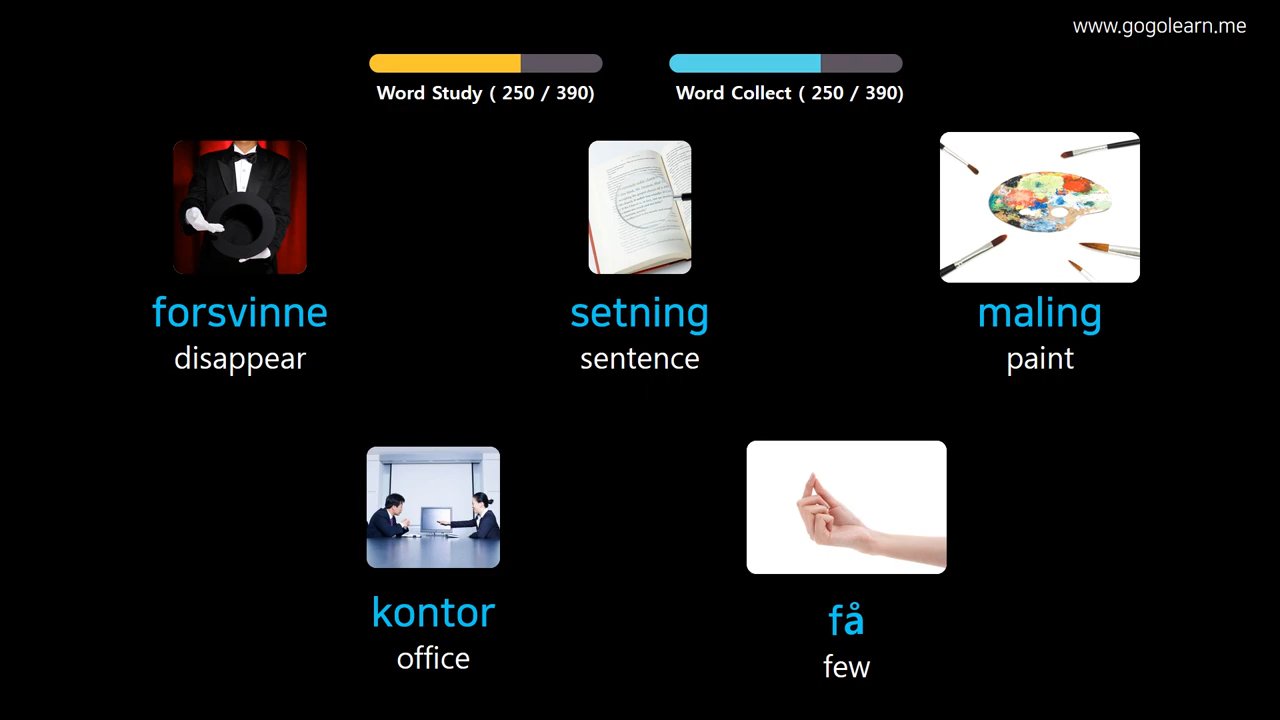 www.gogolearn.me
Word Study ( 250 / 390)
Word Collect ( 250 / 390)
forsvinne
disappear
setning
sentence
maling
paint
kontor
office
få
few